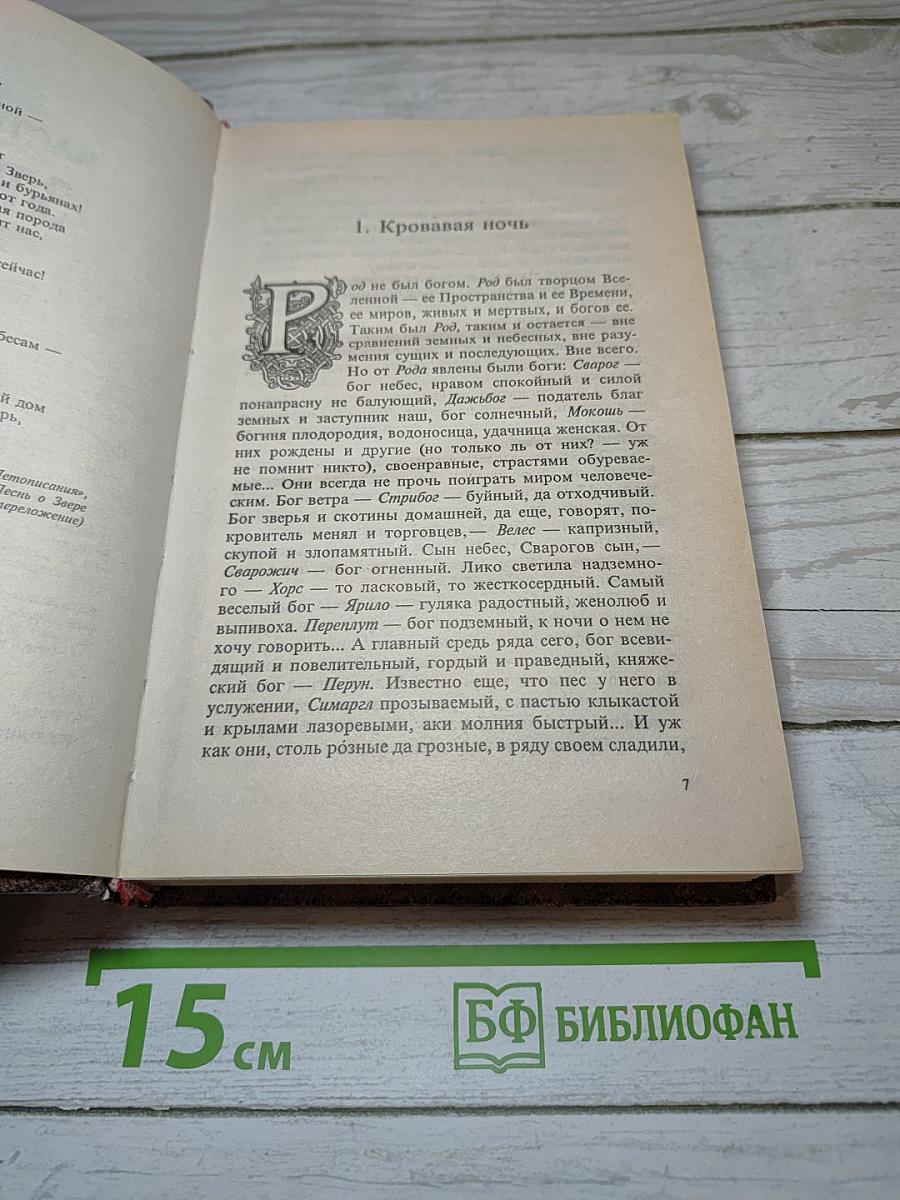 ной —
Зверь,
и бурьянах!
от года.
ая порода
ит нас,
сейчас!
бесам —
й дом
рь,
Летописания»,
Песнь о Звере
переложение)
1. Кровавая ночь
Род не был богом. Род был творцом Все-
ленной — ее Пространства и ее Времени,
ее миров, живых и мертвых, и богов ее.
Таким был Род, таким и остается — вне
сравнений земных и небесных, вне разу-
мения сущих и последующих. Вне всего.
Но от Рода явлены были боги: Сварог —
бог небес, нравом спокойный и силой
понапрасну не балующий, Дажьбог — податель благ
земных и заступник наш, бог солнечный, Мокошь —
богиня плодородия, водоносица, удачница женская. От
них рождены и другие (но только ль от них? — уж
не помнит никто), своенравные, страстями обуревае-
мые... Они всегда не прочь поиграть миром человече-
ским. Бог ветра — Стрибог — буйный, да отходчивый.
Бог зверья и скотины домашней, да еще, говорят, по-
кровитель менял и торговцев,— Велес — капризный,
скупой и злопамятный. Сын небес, Сварогов сын,—
Сварожич — бог огненный. Лико светила надземно-
го — Хорс — то ласковый, то жесткосердный. Самый
веселый бог — Ярило — гуляка радостный, женолюб и
выпивоха. Переплут — бог подземный, к ночи о нем не
хочу говорить... А главный средь ряда сего, бог всеви-
дящий и повелительный, гордый и праведный, княже-
ский бог — Перун. Известно еще, что пес у него в
услужении, Симаргл прозываемый, с пастью клыкастой
и крылами лазоревыми, аки молния быстрый... И уж
как они, столь ро́зные да грозные, в ряду своем сладили,
7
15 см
БФ БИБЛИОФАН